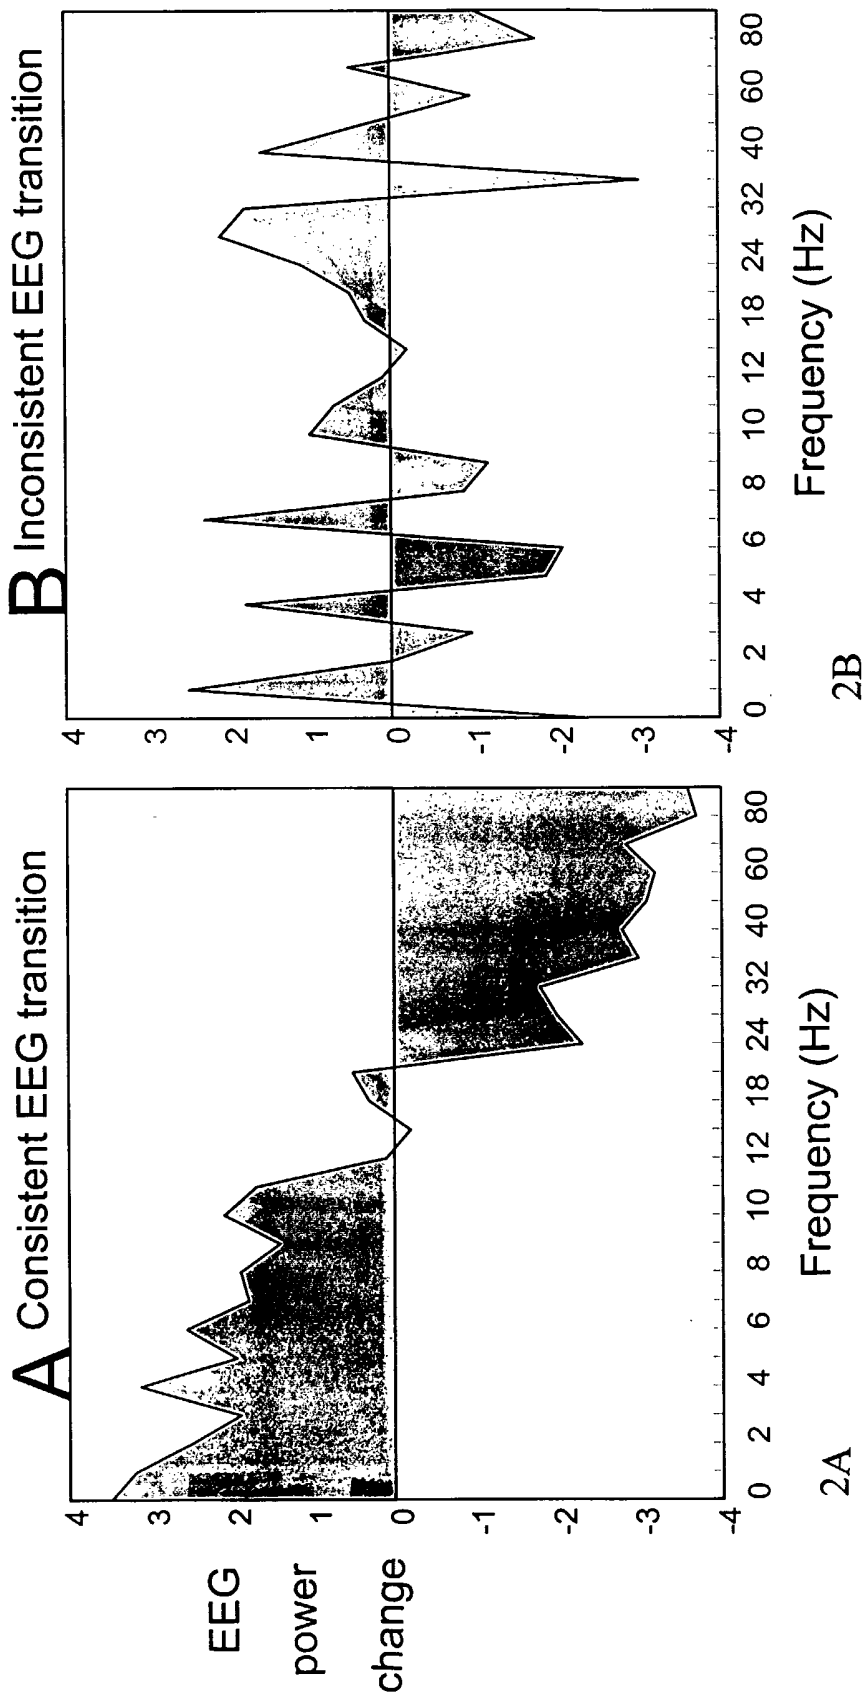 A Consistent EEG transition
EEG
power
change
4
3
2
1
0
-1
-2
-3
-4
0 2 4 6 8 10 12 18 24 32 40 60 80
Frequency (Hz)
2A
B Inconsistent EEG transition
4
3
2
1
0
-1
-2
-3
-4
0 2 4 6 8 10 12 18 24 32 40 60 80
Frequency (Hz)
2B